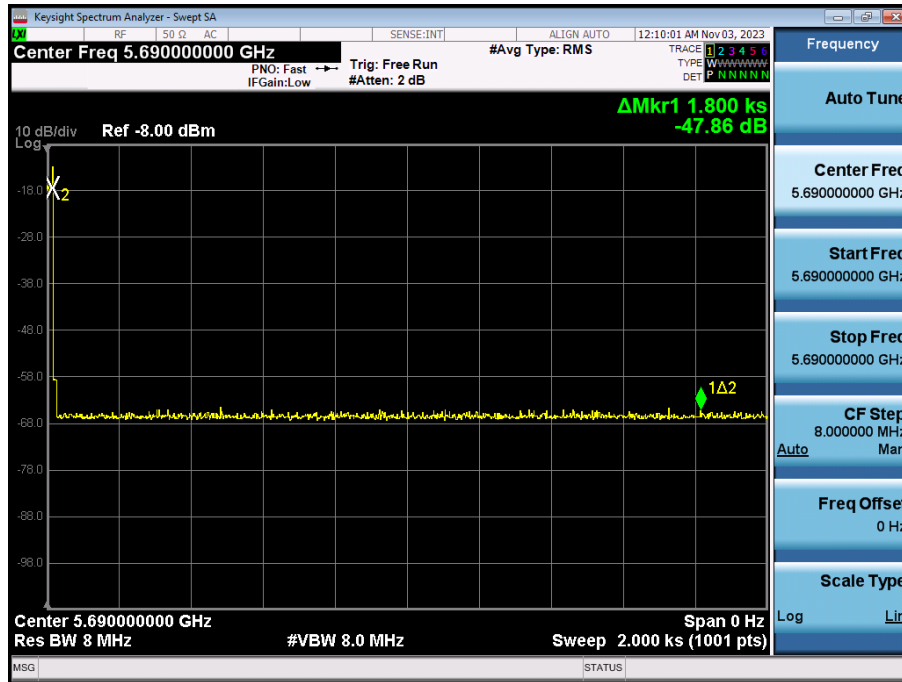 Keysight Spectrum Analyzer - Swept SA
LXI RF 50 Ω AC SENSE:INT ALIGN AUTO 12:10:01 AM Nov 03, 2023
Center Freq 5.690000000 GHz
PNO: Fast
IFGain:Low
Trig: Free Run
#Atten: 2 dB
#Avg Type: RMS
TRACE 1 2 3 4 5 6
TYPE WWWWWW
DET P N N N N N
ΔMkr1 1.800 ks
-47.86 dB
10 dB/div Ref -8.00 dBm
Log
-18.0
-28.0
-38.0
-48.0
-58.0
-68.0
-78.0
-88.0
-98.0
2
1Δ2
Center 5.690000000 GHz Span 0 Hz
Res BW 8 MHz #VBW 8.0 MHz Sweep 2.000 ks (1001 pts)
MSG STATUS
Frequency
Auto Tune
Center Freq
5.690000000 GHz
Start Freq
5.690000000 GHz
Stop Freq
5.690000000 GHz
CF Step
8.000000 MHz
Auto Man
Freq Offset
0 Hz
Scale Type
Log Lin